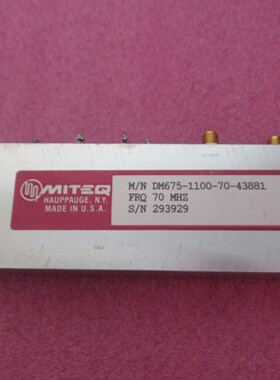 MITEQ
HAUPPAUGE, N.Y.
MADE IN U.S.A.
M/N DM675-1100-70-43881
FRQ 70 MHZ
S/N 293929